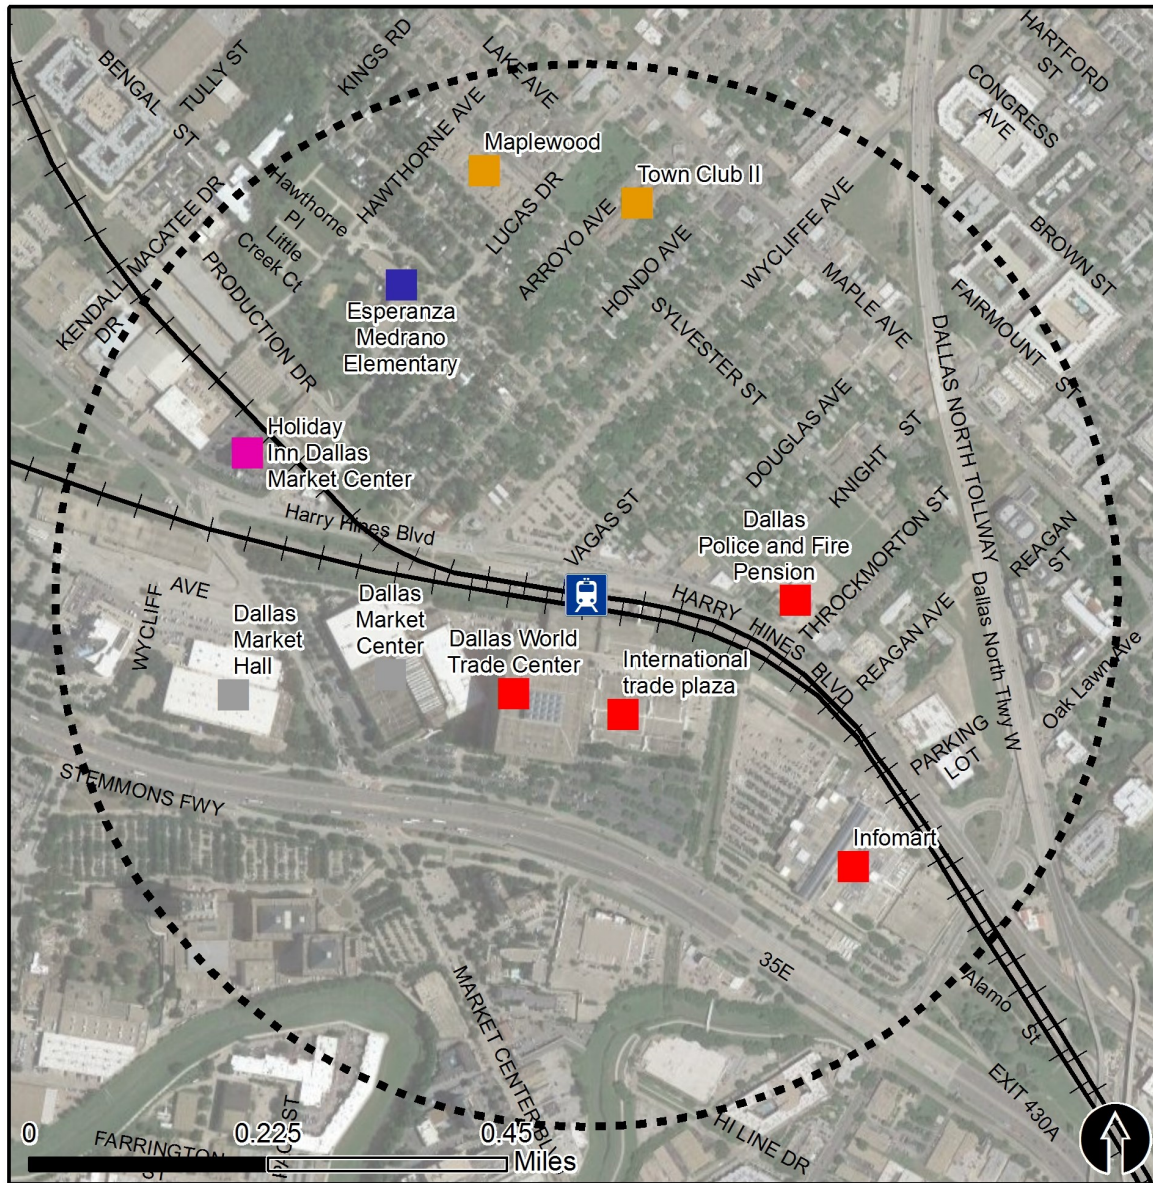 HARTFORD
ST
CONGRESS
AVE
LAKE AVE
KINGS RD
TULLY ST
BENGAL
ST
HAWTHORNE AVE
Maplewood
Town Club II
Hawthorne
Pl
Little
Creek Ct
LUCAS DR
ARROYO AVE
HONDO AVE
WYCLIFFE AVE
BROWN ST
MACATEE DR
KENDALL
DR
PRODUCTION DR
MAPLE AVE
FAIRMOUNT
ST
Esperanza
Medrano
Elementary
SYLVESTER ST
DALLAS NORTH TOLLWAY
Holiday
Inn Dallas
Market Center
DOUGLAS AVE
KNIGHT
ST
Harry Hines Blvd
VAGAS ST
Dallas
Police and Fire
Pension
THROCKMORTON ST
REAGAN
ST
WYCLIFF
AVE
Dallas
Market
Hall
Dallas
Market
Center
HARRY
HINES
BLVD
REAGAN AVE
Dallas North Tlwy W
Oak Lawn Ave
Dallas World
Trade Center
International
trade plaza
PARKING
LOT
STEMMONS FWY
Infomart
35E
Alamo
St
MARKET CENTER BLV
EXIT 430A
HI LINE DR
FARRINGTON
ST
0
0.225
0.45
Miles